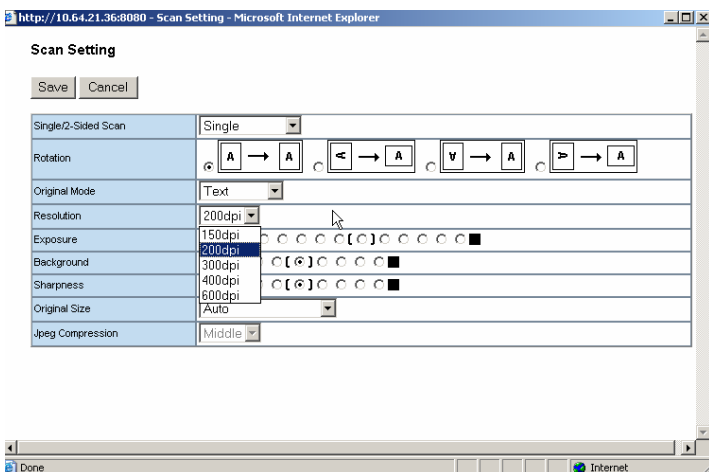 http://10.64.21.36:8080 - Scan Setting - Microsoft Internet Explorer
Scan Setting
Save Cancel
Single/2-Sided Scan Single
Rotation A → A A → A A → A A → A
Original Mode Text
Resolution 200dpi
150dpi
Exposure
200dpi
Background
300dpi
Sharpness
400dpi
600dpi
Original Size Auto
Jpeg Compression Middle
Done Internet